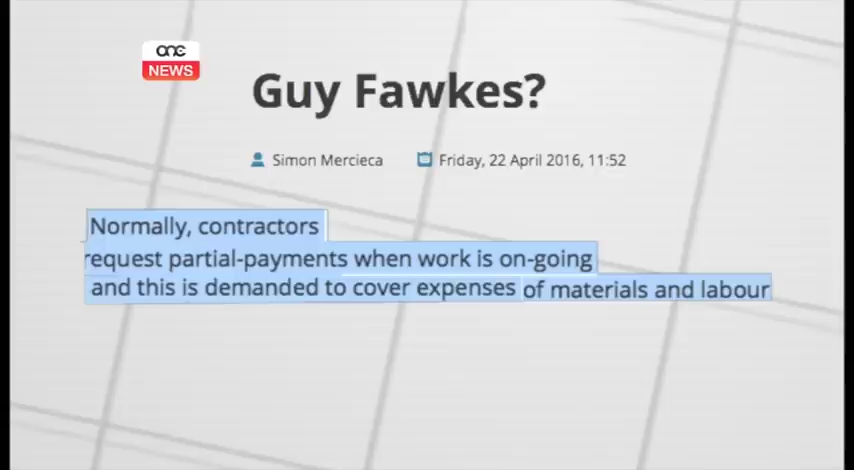 one
NEWS
Guy Fawkes?
Simon Mercieca Friday, 22 April 2016, 11:52
Normally, contractors
request partial-payments when work is on-going
and this is demanded to cover expenses of materials and labour